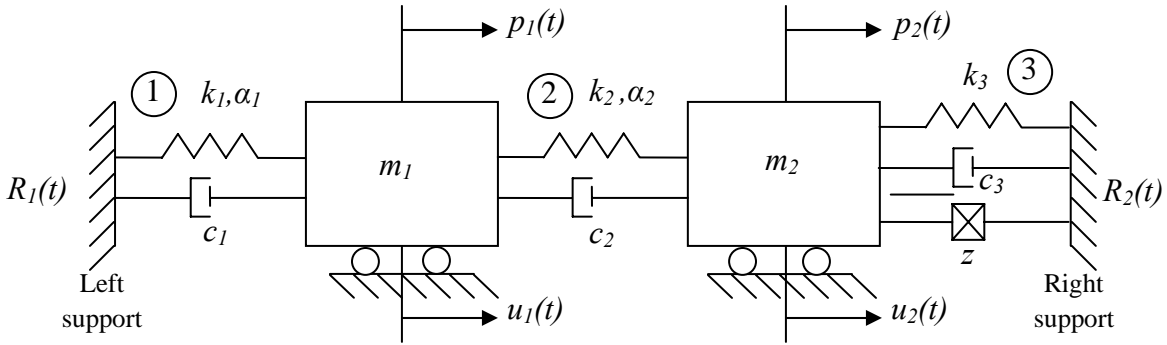 p₁(t)
p₂(t)
1
k₁,α₁
2
k₂,α₂
k₃
3
R₁(t)
m₁
m₂
R₂(t)
c₁
c₂
c₃
z
Left
support
u₁(t)
u₂(t)
Right
support